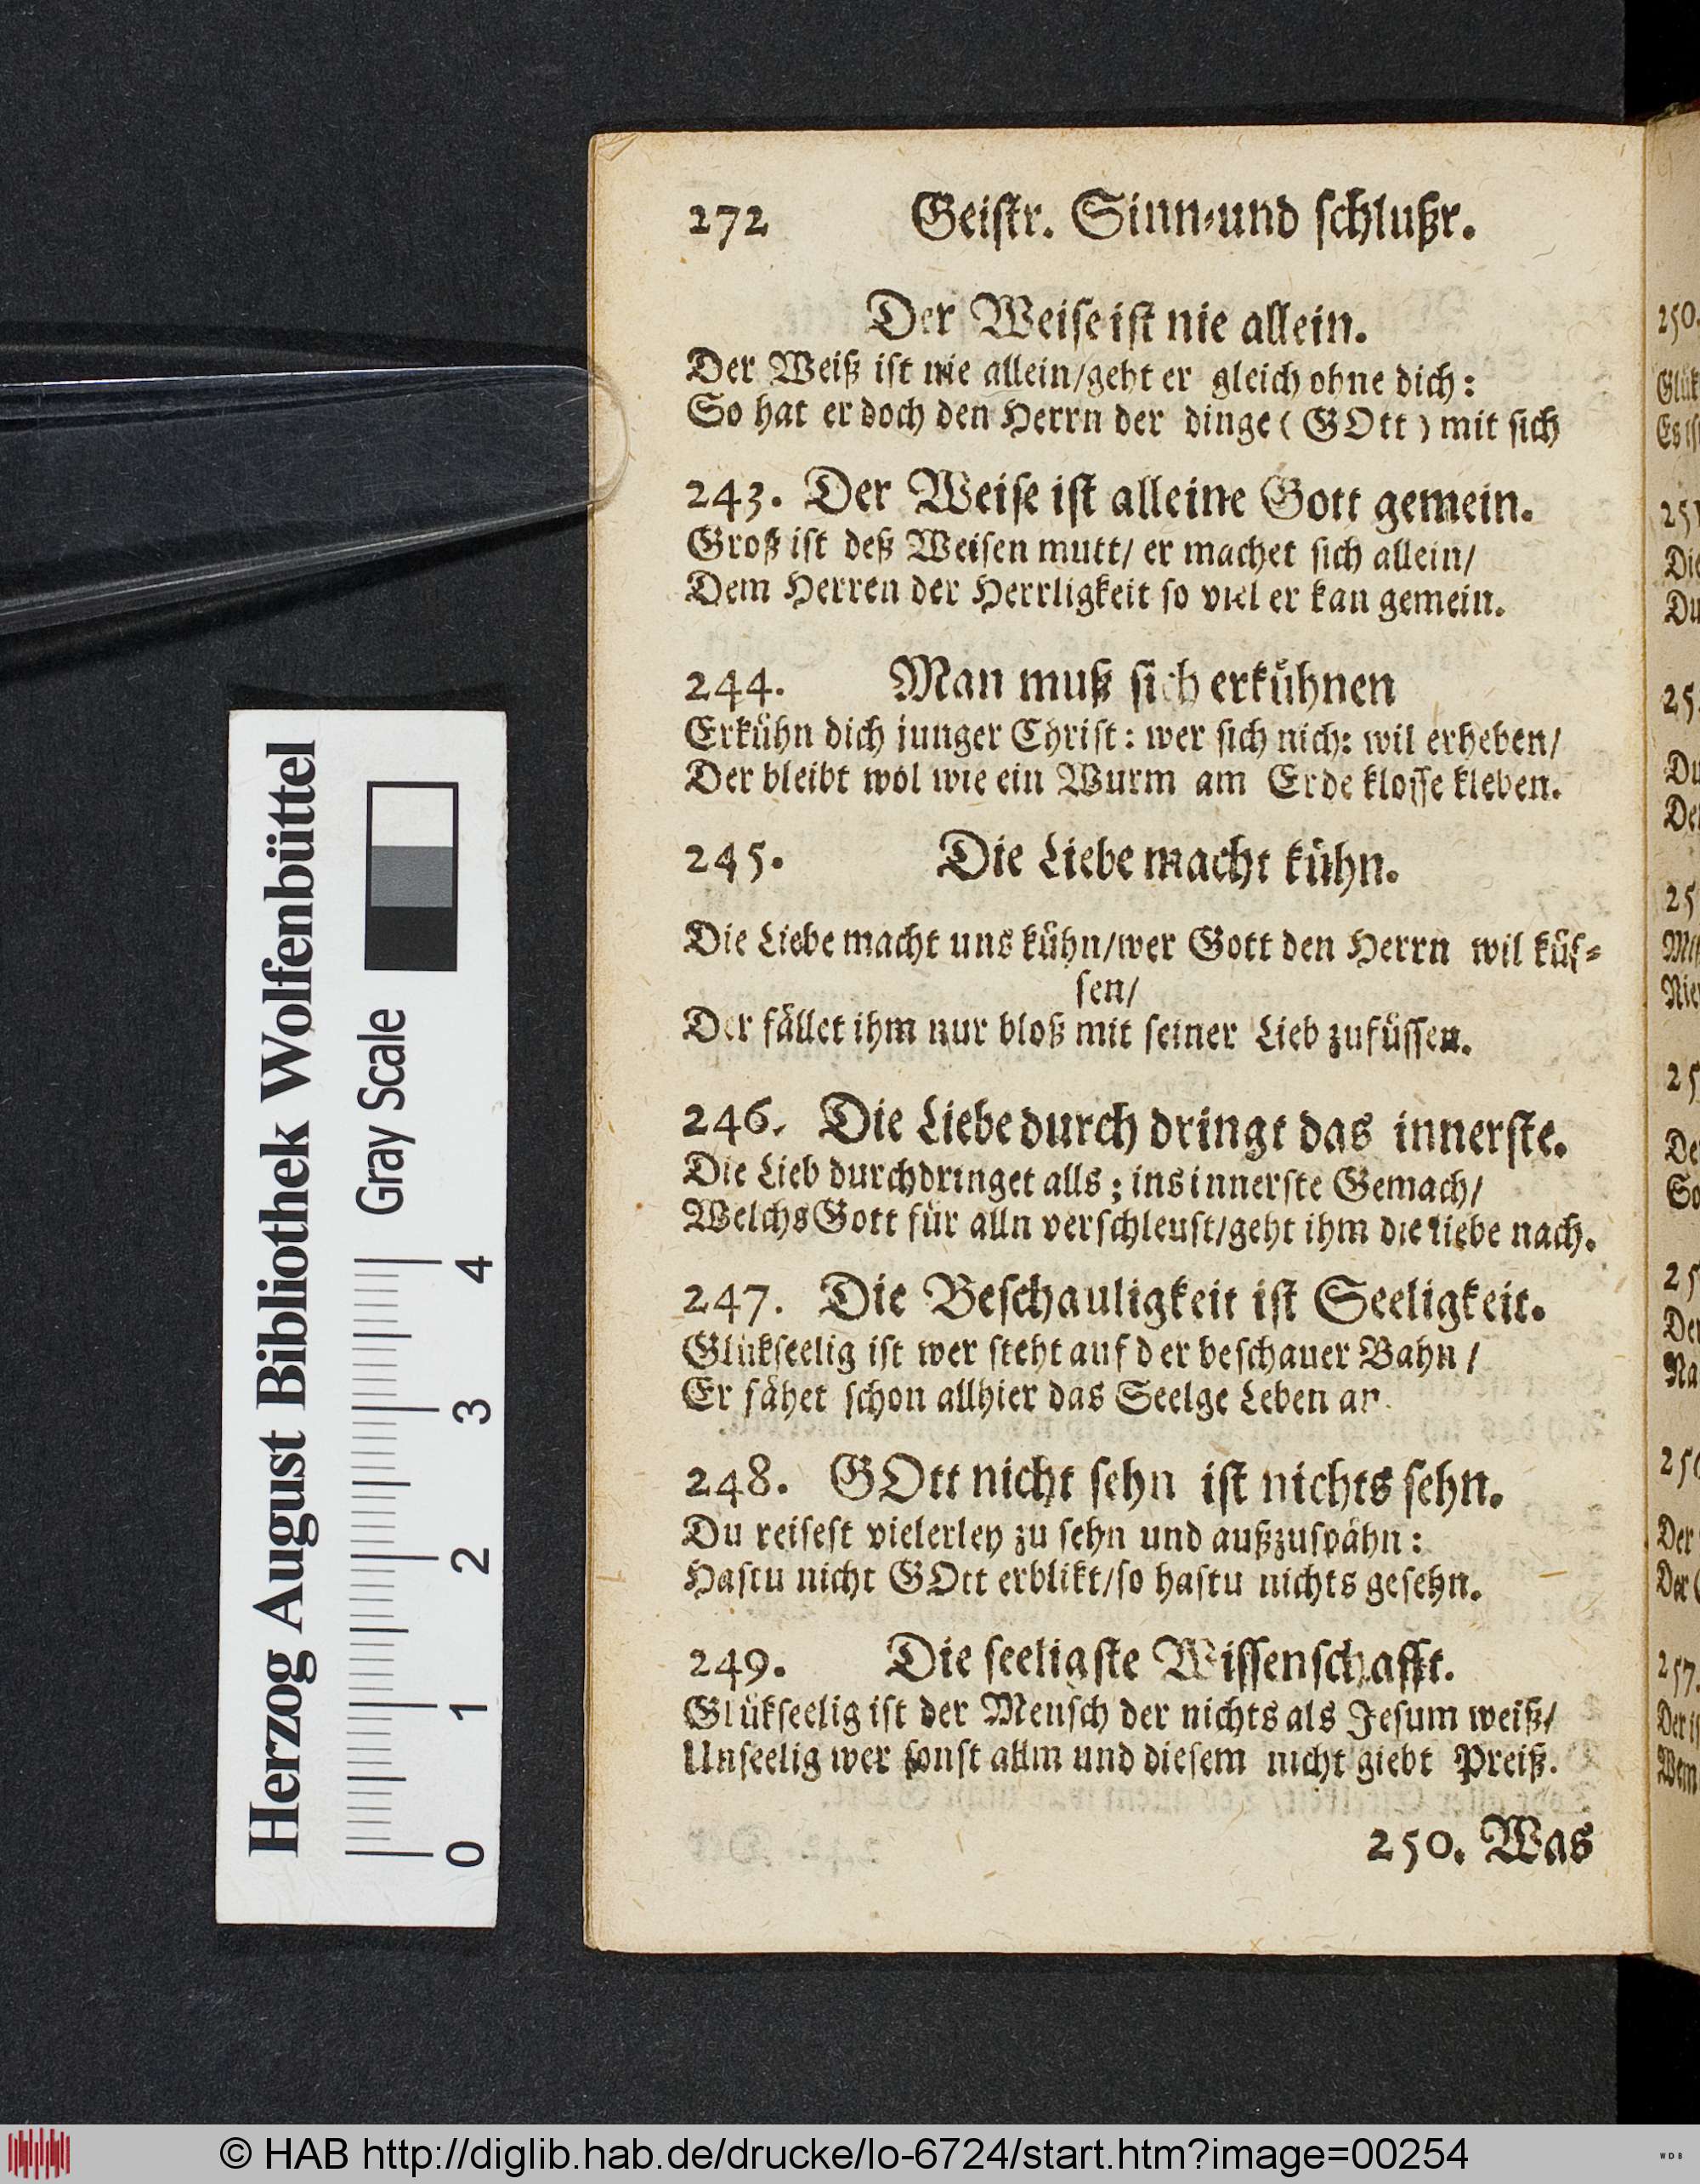 272 Geistr. Sinn-und schlußr.
Der Weise ist nie allein.
Der Weiß ist nie allein/geht er gleich ohne dich:
So hat er doch den Herrn der dinge (GOtt) mit sich
243. Der Weise ist alleine Gott gemein.
Groß ist deß Weisen mutt/ er machet sich allein/
Dem Herren der Herrligkeit so viel er kan gemein.
244. Man muß sich erkühnen
Erkühn dich junger Christ: wer sich nich: wil erheben/
Der bleibt wol wie ein Wurm am Erde klosse kleben.
245. Die Liebe macht kühn.
Die Liebe macht uns kühn/wer Gott den Herrn wil küs-
sen/
Der fället ihm nur bloß mit seiner Lieb zufüssen.
246. Die Liebe durch dringt das innerste.
Die Lieb durchdringet alls; ins innerste Gemach/
Welchs Gott für alln verschleust/geht ihm die liebe nach.
247. Die Beschauligkeit ist Seeligkeit.
Glükseelig ist wer steht auf der beschauer Bahn/
Er fähet schon allhier das Seelge Leben an.
248. GOtt nicht sehn ist nichts sehn.
Du reisest vielerley zu sehn und außzuspähn:
Hastu nicht GOtt erblikt/so hastu nichts gesehn.
249. Die seeligste Wissenschafft.
Glükseelig ist der Mensch der nichts als Jesum weiß/
Unseelig wer sonst allm und diesem nicht giebt Preiß.
250. Was
Herzog August Bibliothek Wolfenbüttel
Gray Scale
0 1 2 3 4
© HAB http://diglib.hab.de/drucke/lo-6724/start.htm?image=00254